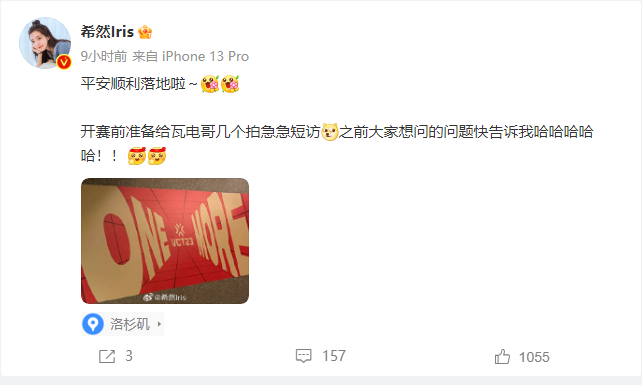 希然Iris
9小时前 来自 iPhone 13 Pro
平安顺利落地啦～
开赛前准备给瓦电哥几个拍急急短访之前大家想问的问题快告诉我哈哈哈哈
哈！！
ONE MORE
VCT23
@希然Iris
洛杉矶
3
157
1055